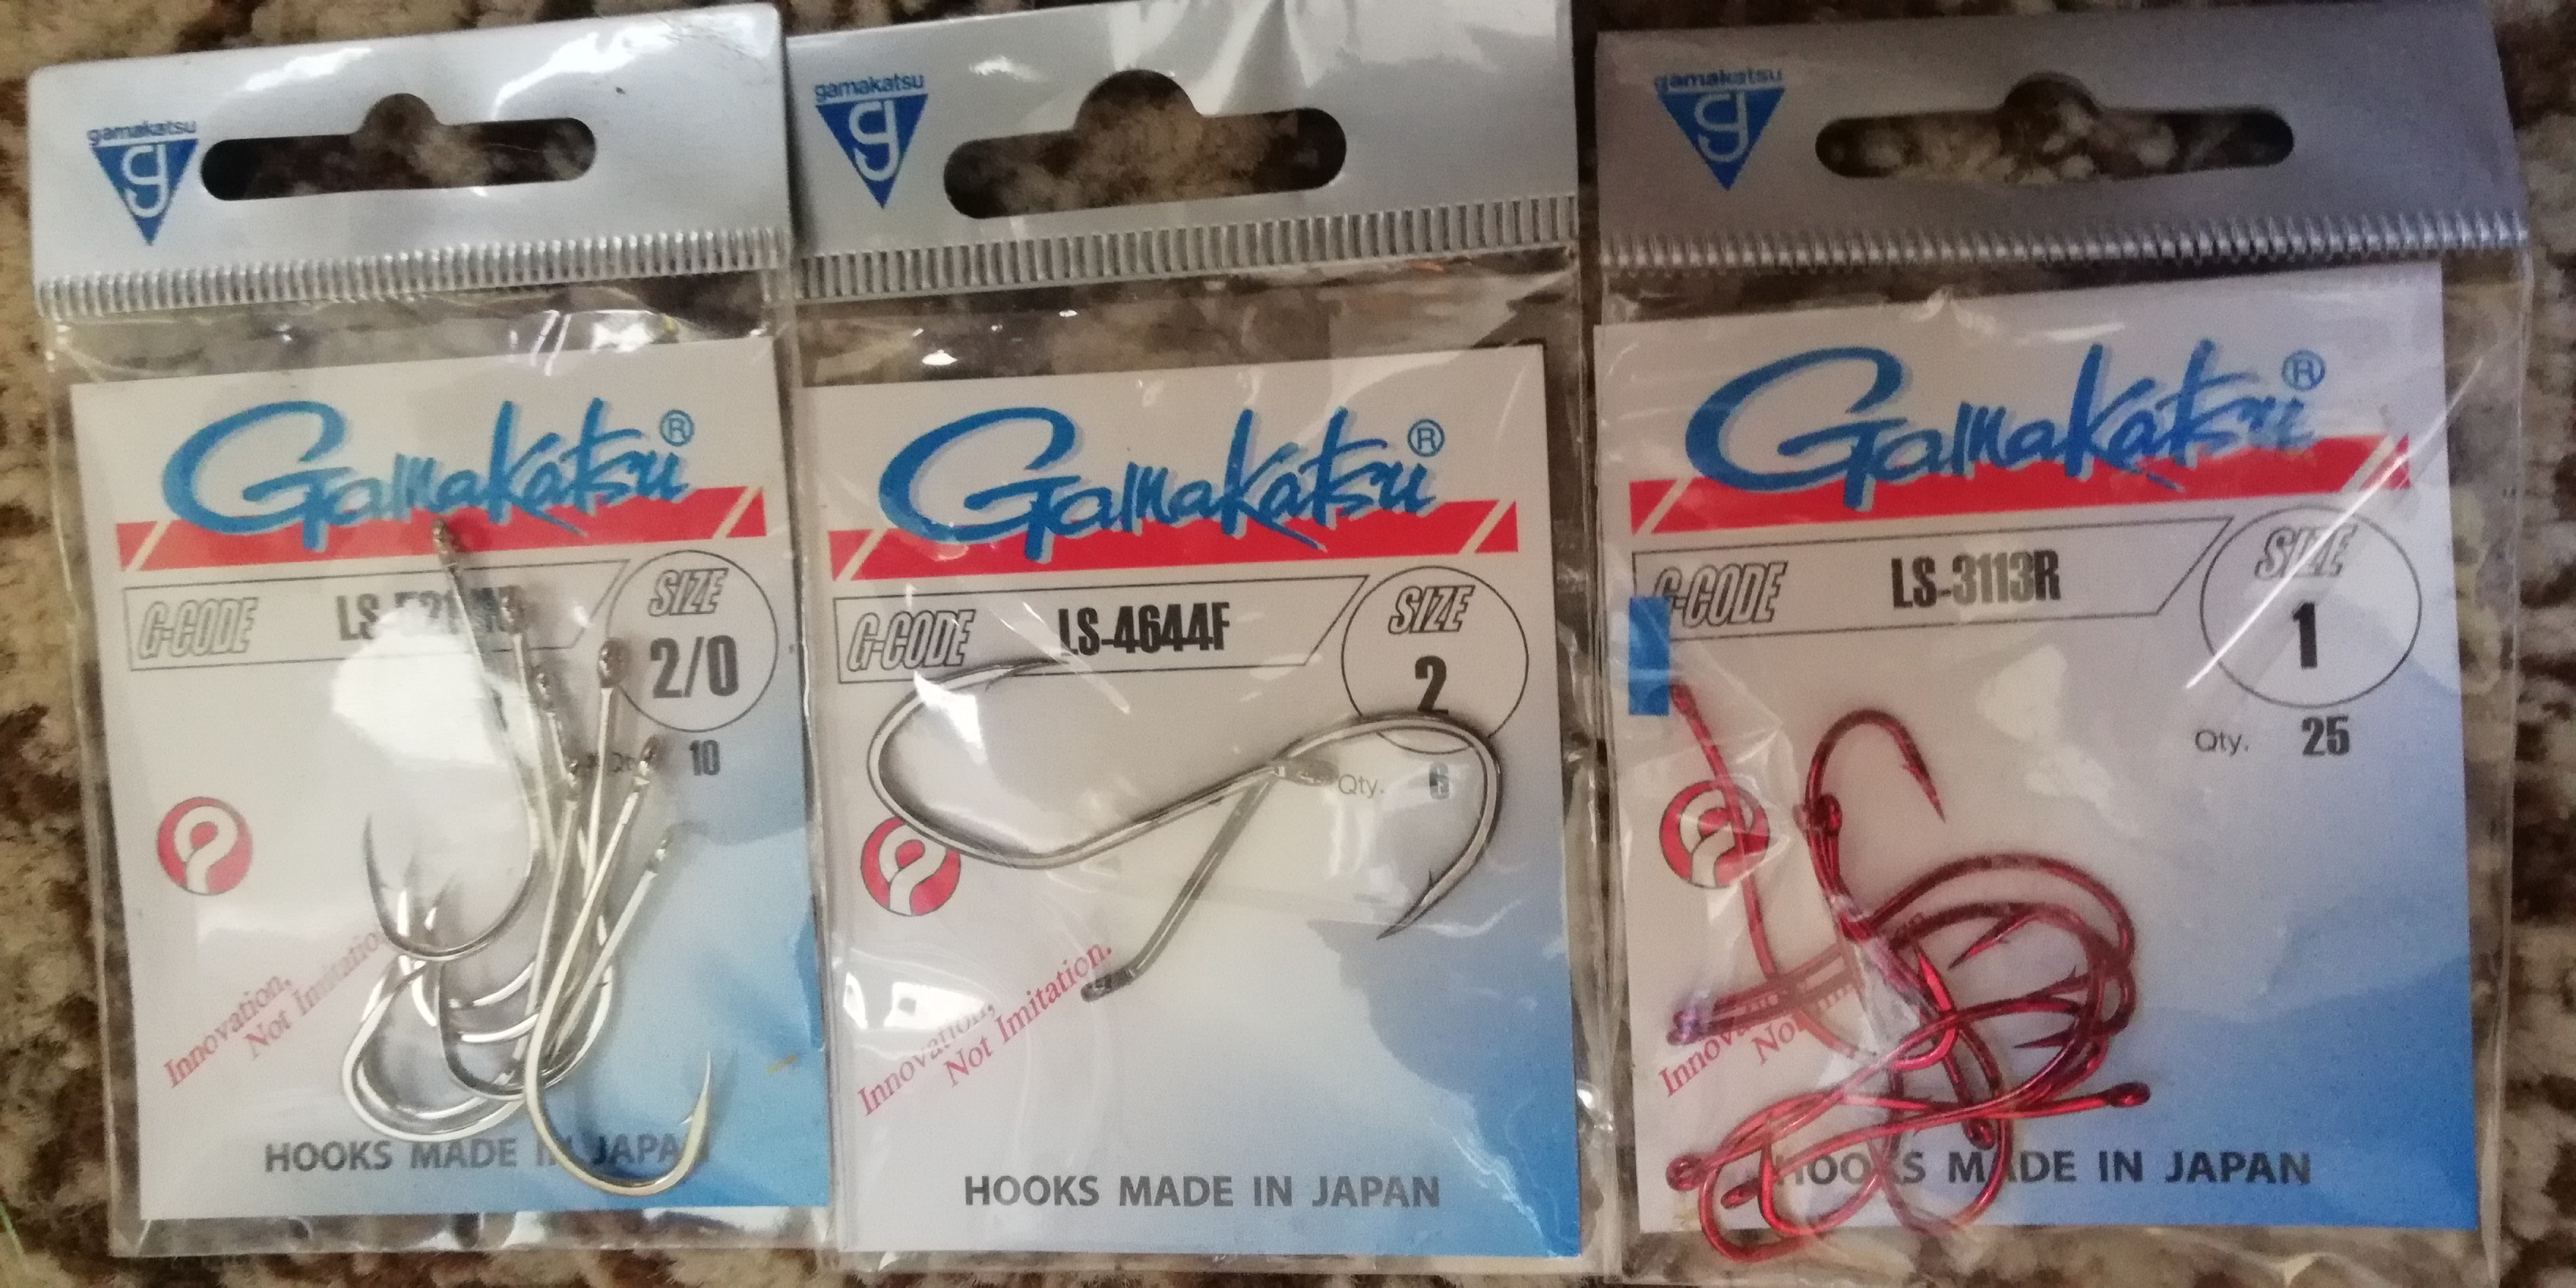 gamakatsu
g
Gamakatsu®
G-CODE
SIZE
2/0
10
Innovation,
Not Imitation.
HOOKS MADE IN JAPAN
gamakatsu
g
Gamakatsu®
G-CODE LS-4644F
SIZE
2
Qty. 6
Innovation,
Not Imitation.
HOOKS MADE IN JAPAN
gamakatsu
g
Gamakatsu®
G-CODE LS-3113R
SIZE
1
Qty. 25
HOOKS MADE IN JAPAN